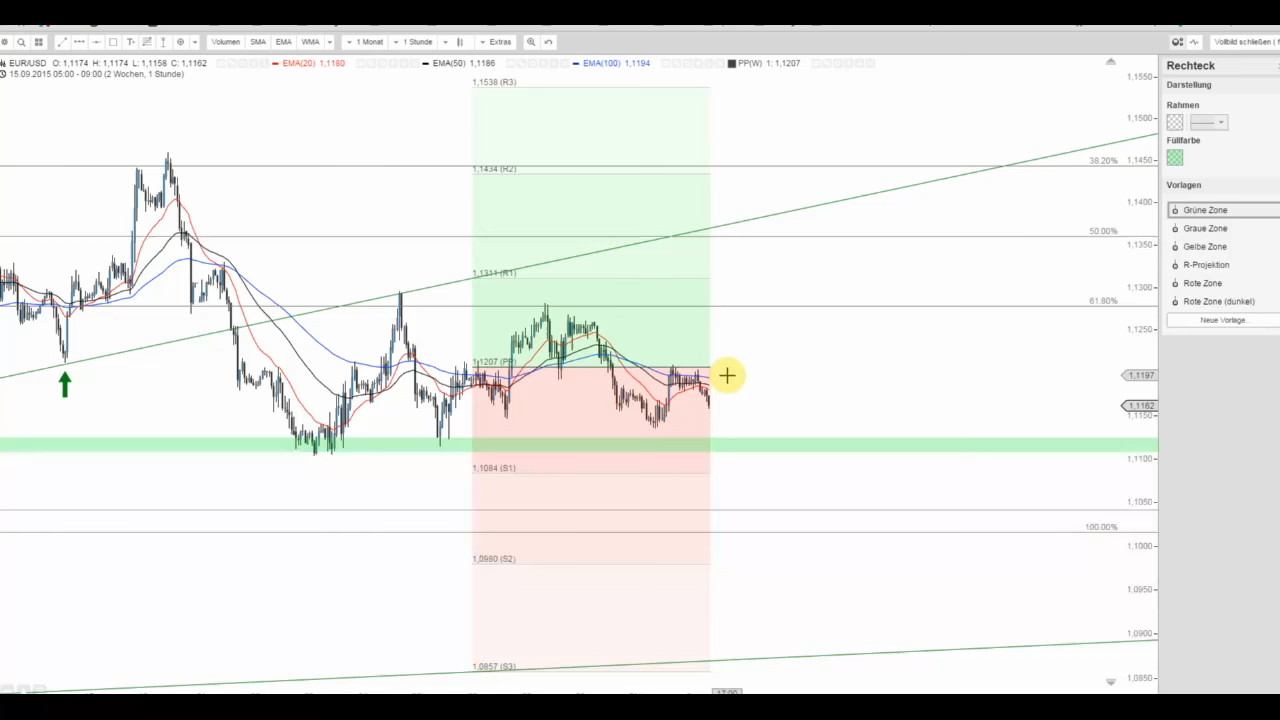 Volumen SMA EMA WMA 1 Monat 1 Stunde Extras Vollbild schließen ( f
EUR/USD O: 1,1174 H: 1,1174 L: 1,1158 C: 1,1162 EMA(20) 1,1180 EMA(50) 1,1186 EMA(100) 1,1194 PP(W) 1: 1,1207
15.09.2015 05:00 - 09:00 (2 Wochen, 1 Stunde)
Rechteck
Darstellung
Rahmen
Füllfarbe
Vorlagen
Grüne Zone
Graue Zone
Gelbe Zone
R-Projektion
Rote Zone
Rote Zone (dunkel)
Neue Vorlage...
1,1538 (R3)
1,1434 (R2)
1,1311 (R1)
1,1207 (PP)
1,1084 (S1)
1,0980 (S2)
1,0857 (S3)
38.20%
50.00%
61.80%
100.00%
1,1550
1,1500
1,1450
1,1400
1,1350
1,1300
1,1250
1,1197
1,1162
1,1150
1,1100
1,1050
1,1000
1,0950
1,0900
1,0850
17:00